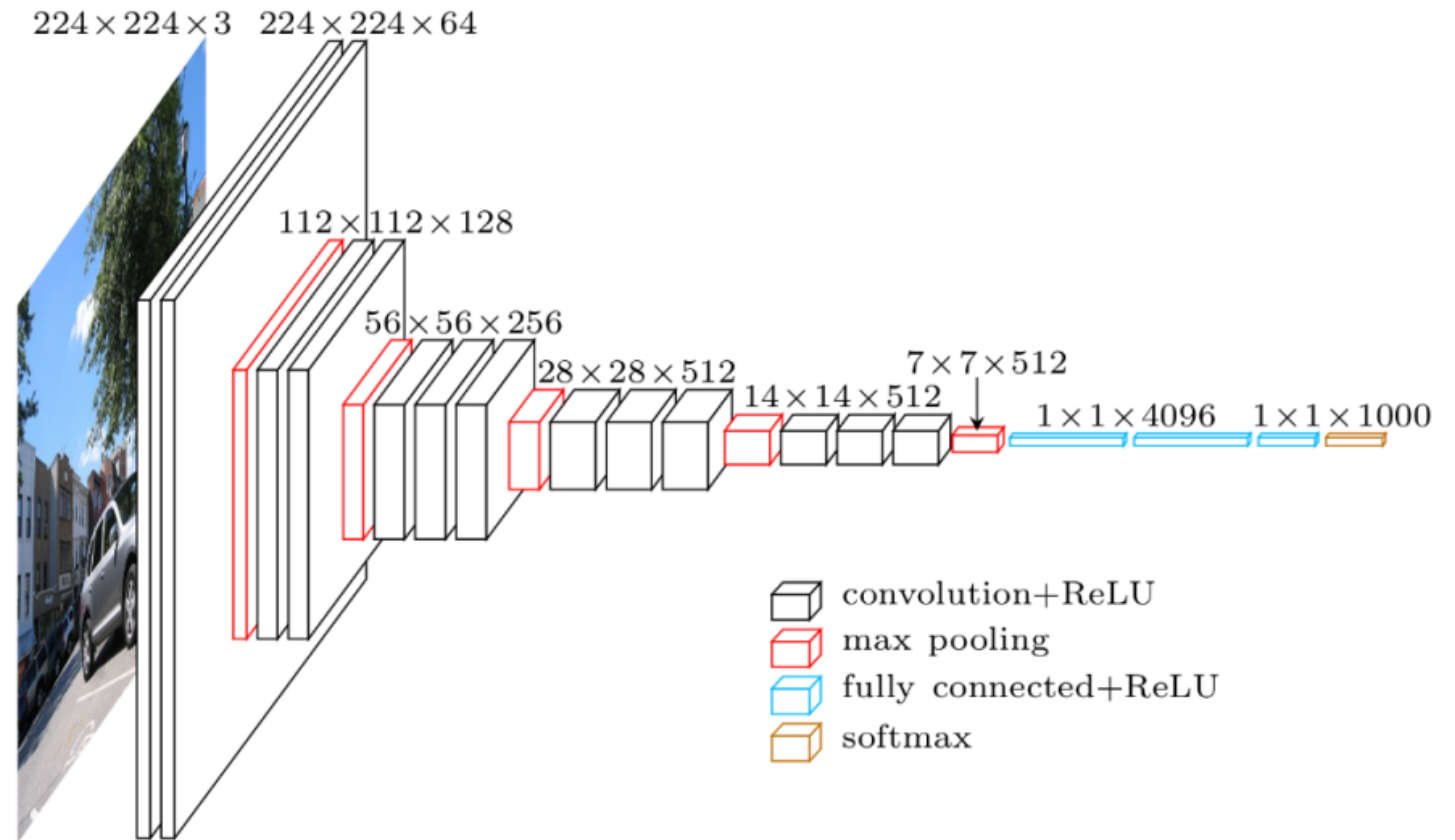 224×224×3
224×224×64
112×112×128
56×56×256
28×28×512
14×14×512
7×7×512
1×1×4096
1×1×1000
convolution+ReLU
max pooling
fully connected+ReLU
softmax